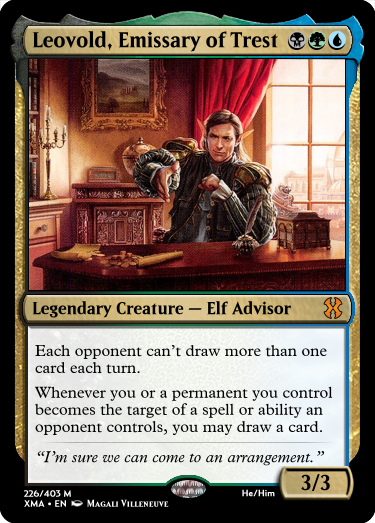 Leovold, Emissary of Trest
Legendary Creature — Elf Advisor
Each opponent can't draw more than one
card each turn.
Whenever you or a permanent you control
becomes the target of a spell or ability an
opponent controls, you may draw a card.
“I'm sure we can come to an arrangement.”
3/3
226/403 M
XMA • EN Magali Villeneuve
He/Him